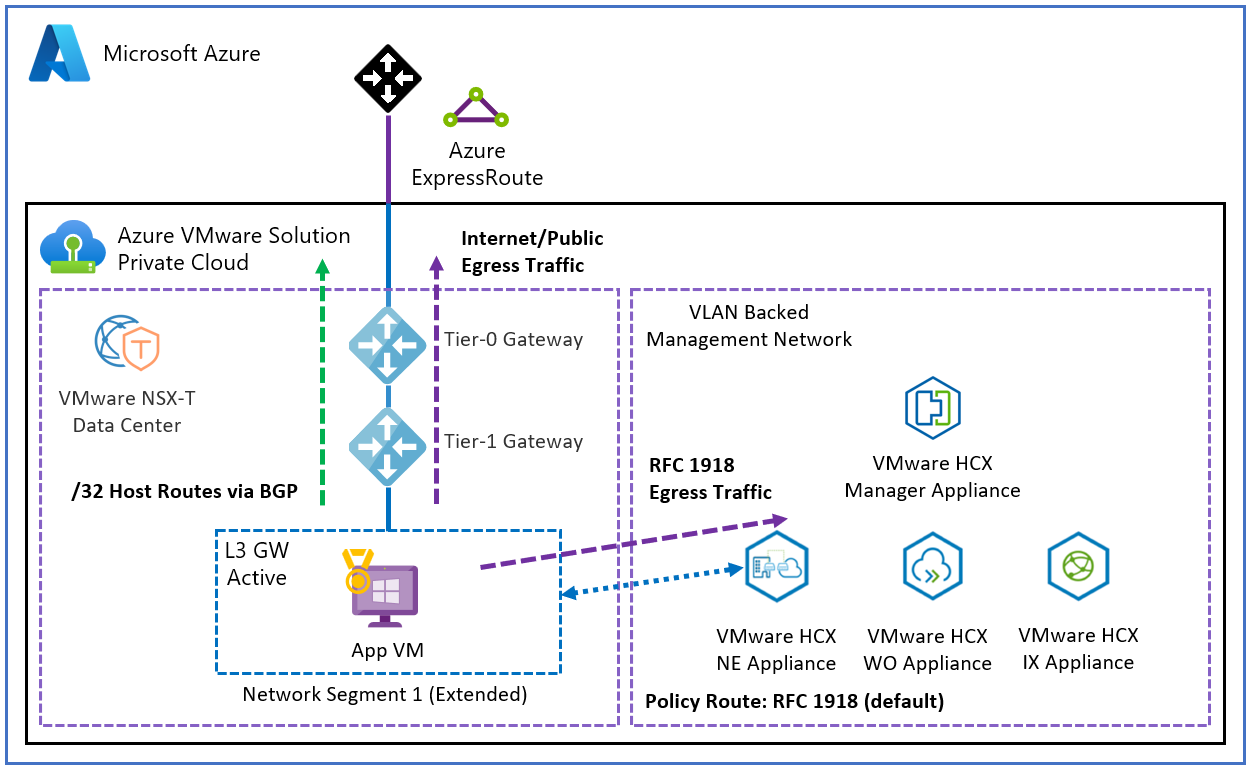 Microsoft Azure
Azure
ExpressRoute
Azure VMware Solution
Private Cloud
Internet/Public
Egress Traffic
VMware NSX-T
Data Center
Tier-0 Gateway
Tier-1 Gateway
/32 Host Routes via BGP
L3 GW
Active
App VM
Network Segment 1 (Extended)
VLAN Backed
Management Network
VMware HCX
Manager Appliance
RFC 1918
Egress Traffic
VMware HCX
NE Appliance
VMware HCX
WO Appliance
VMware HCX
IX Appliance
Policy Route: RFC 1918 (default)